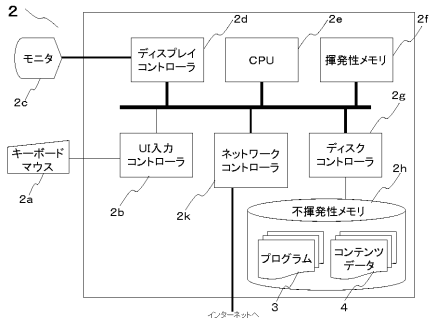 2
2d
2e
2f
モニタ
ディスプレイ
コントローラ
CPU
揮発性メモリ
2c
2g
キーボード
マウス
UI入力
コントローラ
ネットワーク
コントローラ
ディスク
コントローラ
2a
2b
2k
2h
不揮発性メモリ
プログラム
コンテンツ
データ
3
4
インターネットへ